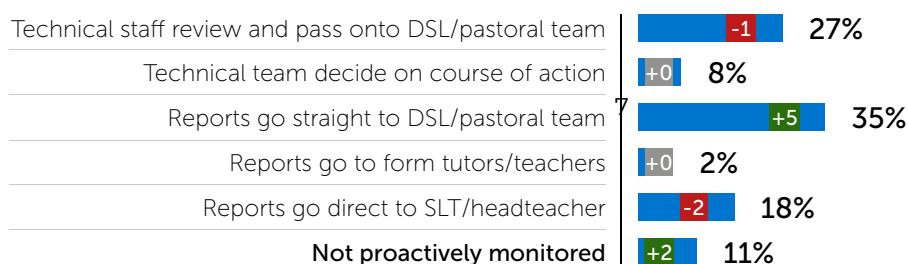 Technical staff review and pass onto DSL/pastoral team -1 27%
Technical team decide on course of action +0 8%
7
Reports go straight to DSL/pastoral team +5 35%
Reports go to form tutors/teachers +0 2%
Reports go direct to SLT/headteacher -2 18%
Not proactively monitored +2 11%